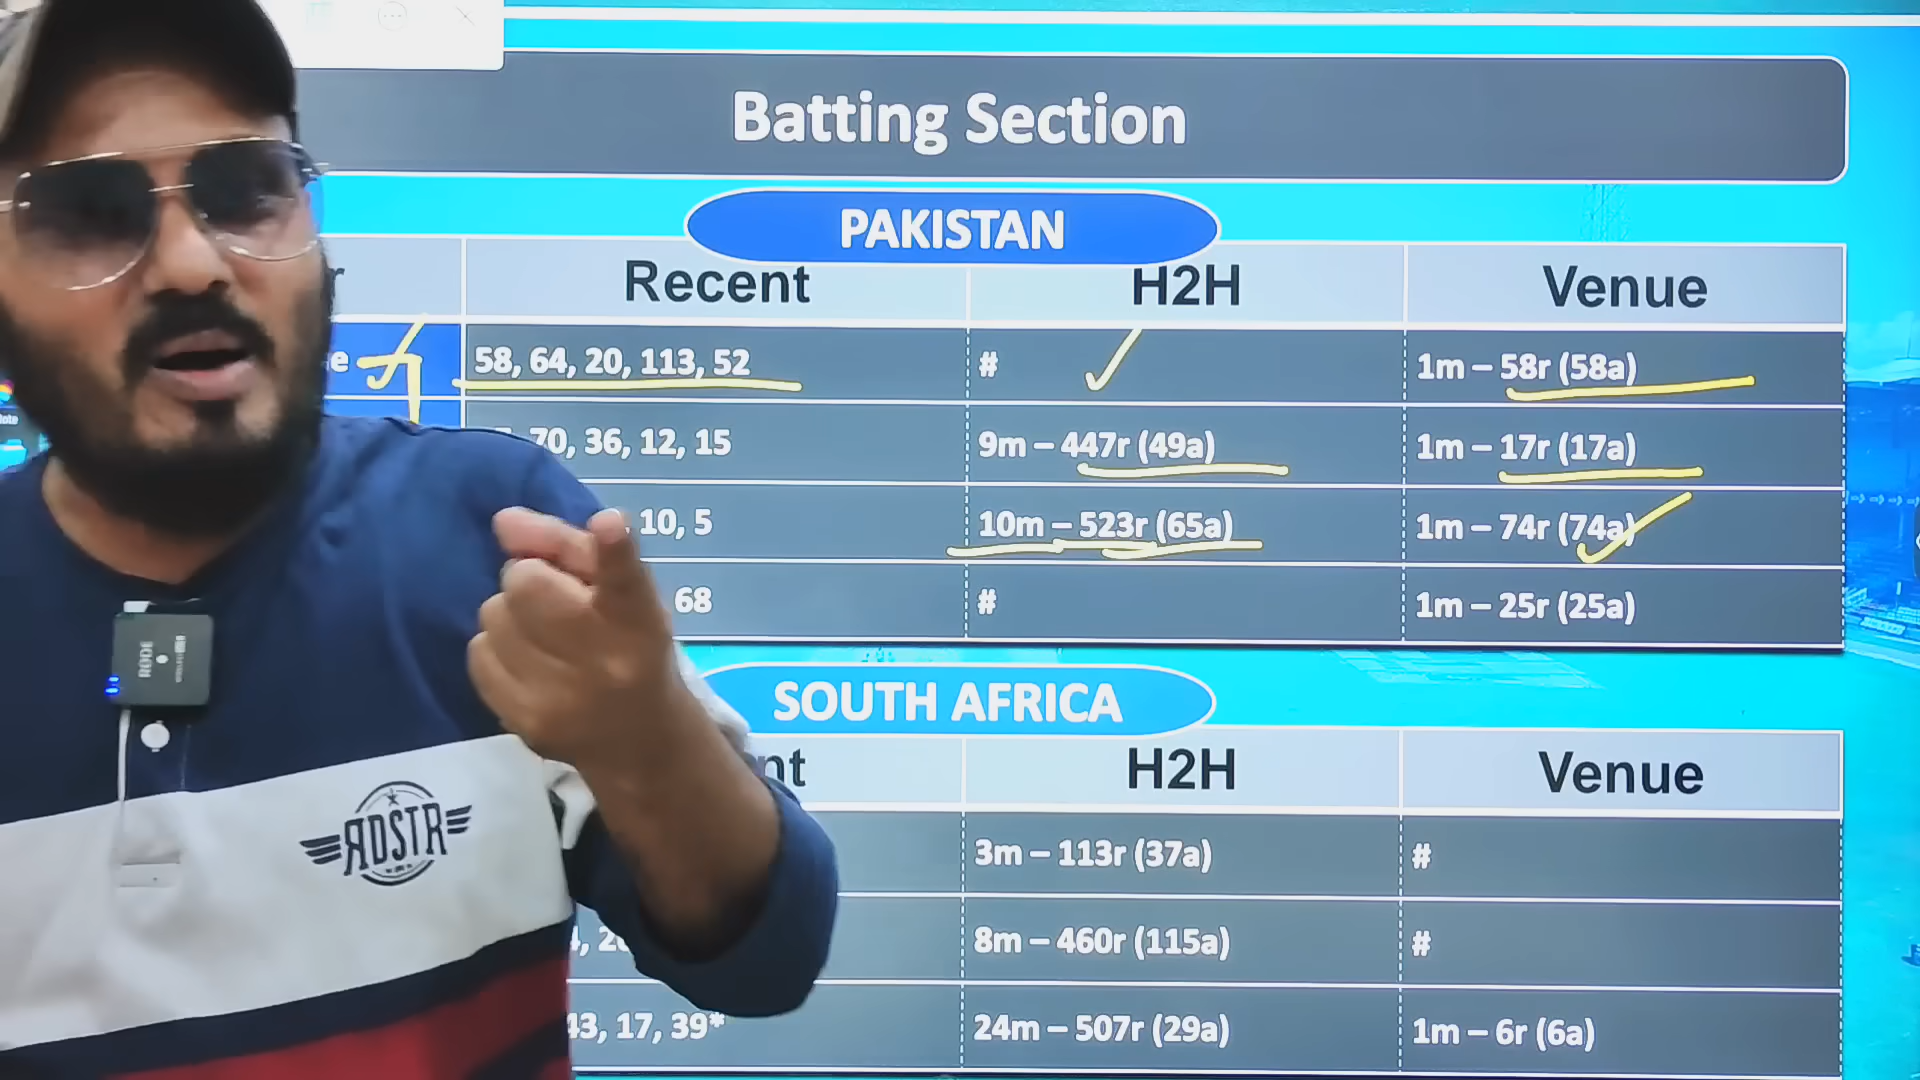 Batting Section
PAKISTAN
Recent H2H Venue
58, 64, 20, 113, 52 # 1m – 58r (58a)
70, 36, 12, 15 9m – 447r (49a) 1m – 17r (17a)
10, 5 10m – 523r (65a) 1m – 74r (74a)
68 # 1m – 25r (25a)
SOUTH AFRICA
H2H Venue
3m – 113r (37a) #
8m – 460r (115a) #
43, 17, 39* 24m – 507r (29a) 1m – 6r (6a)
RØDE
RDSTR